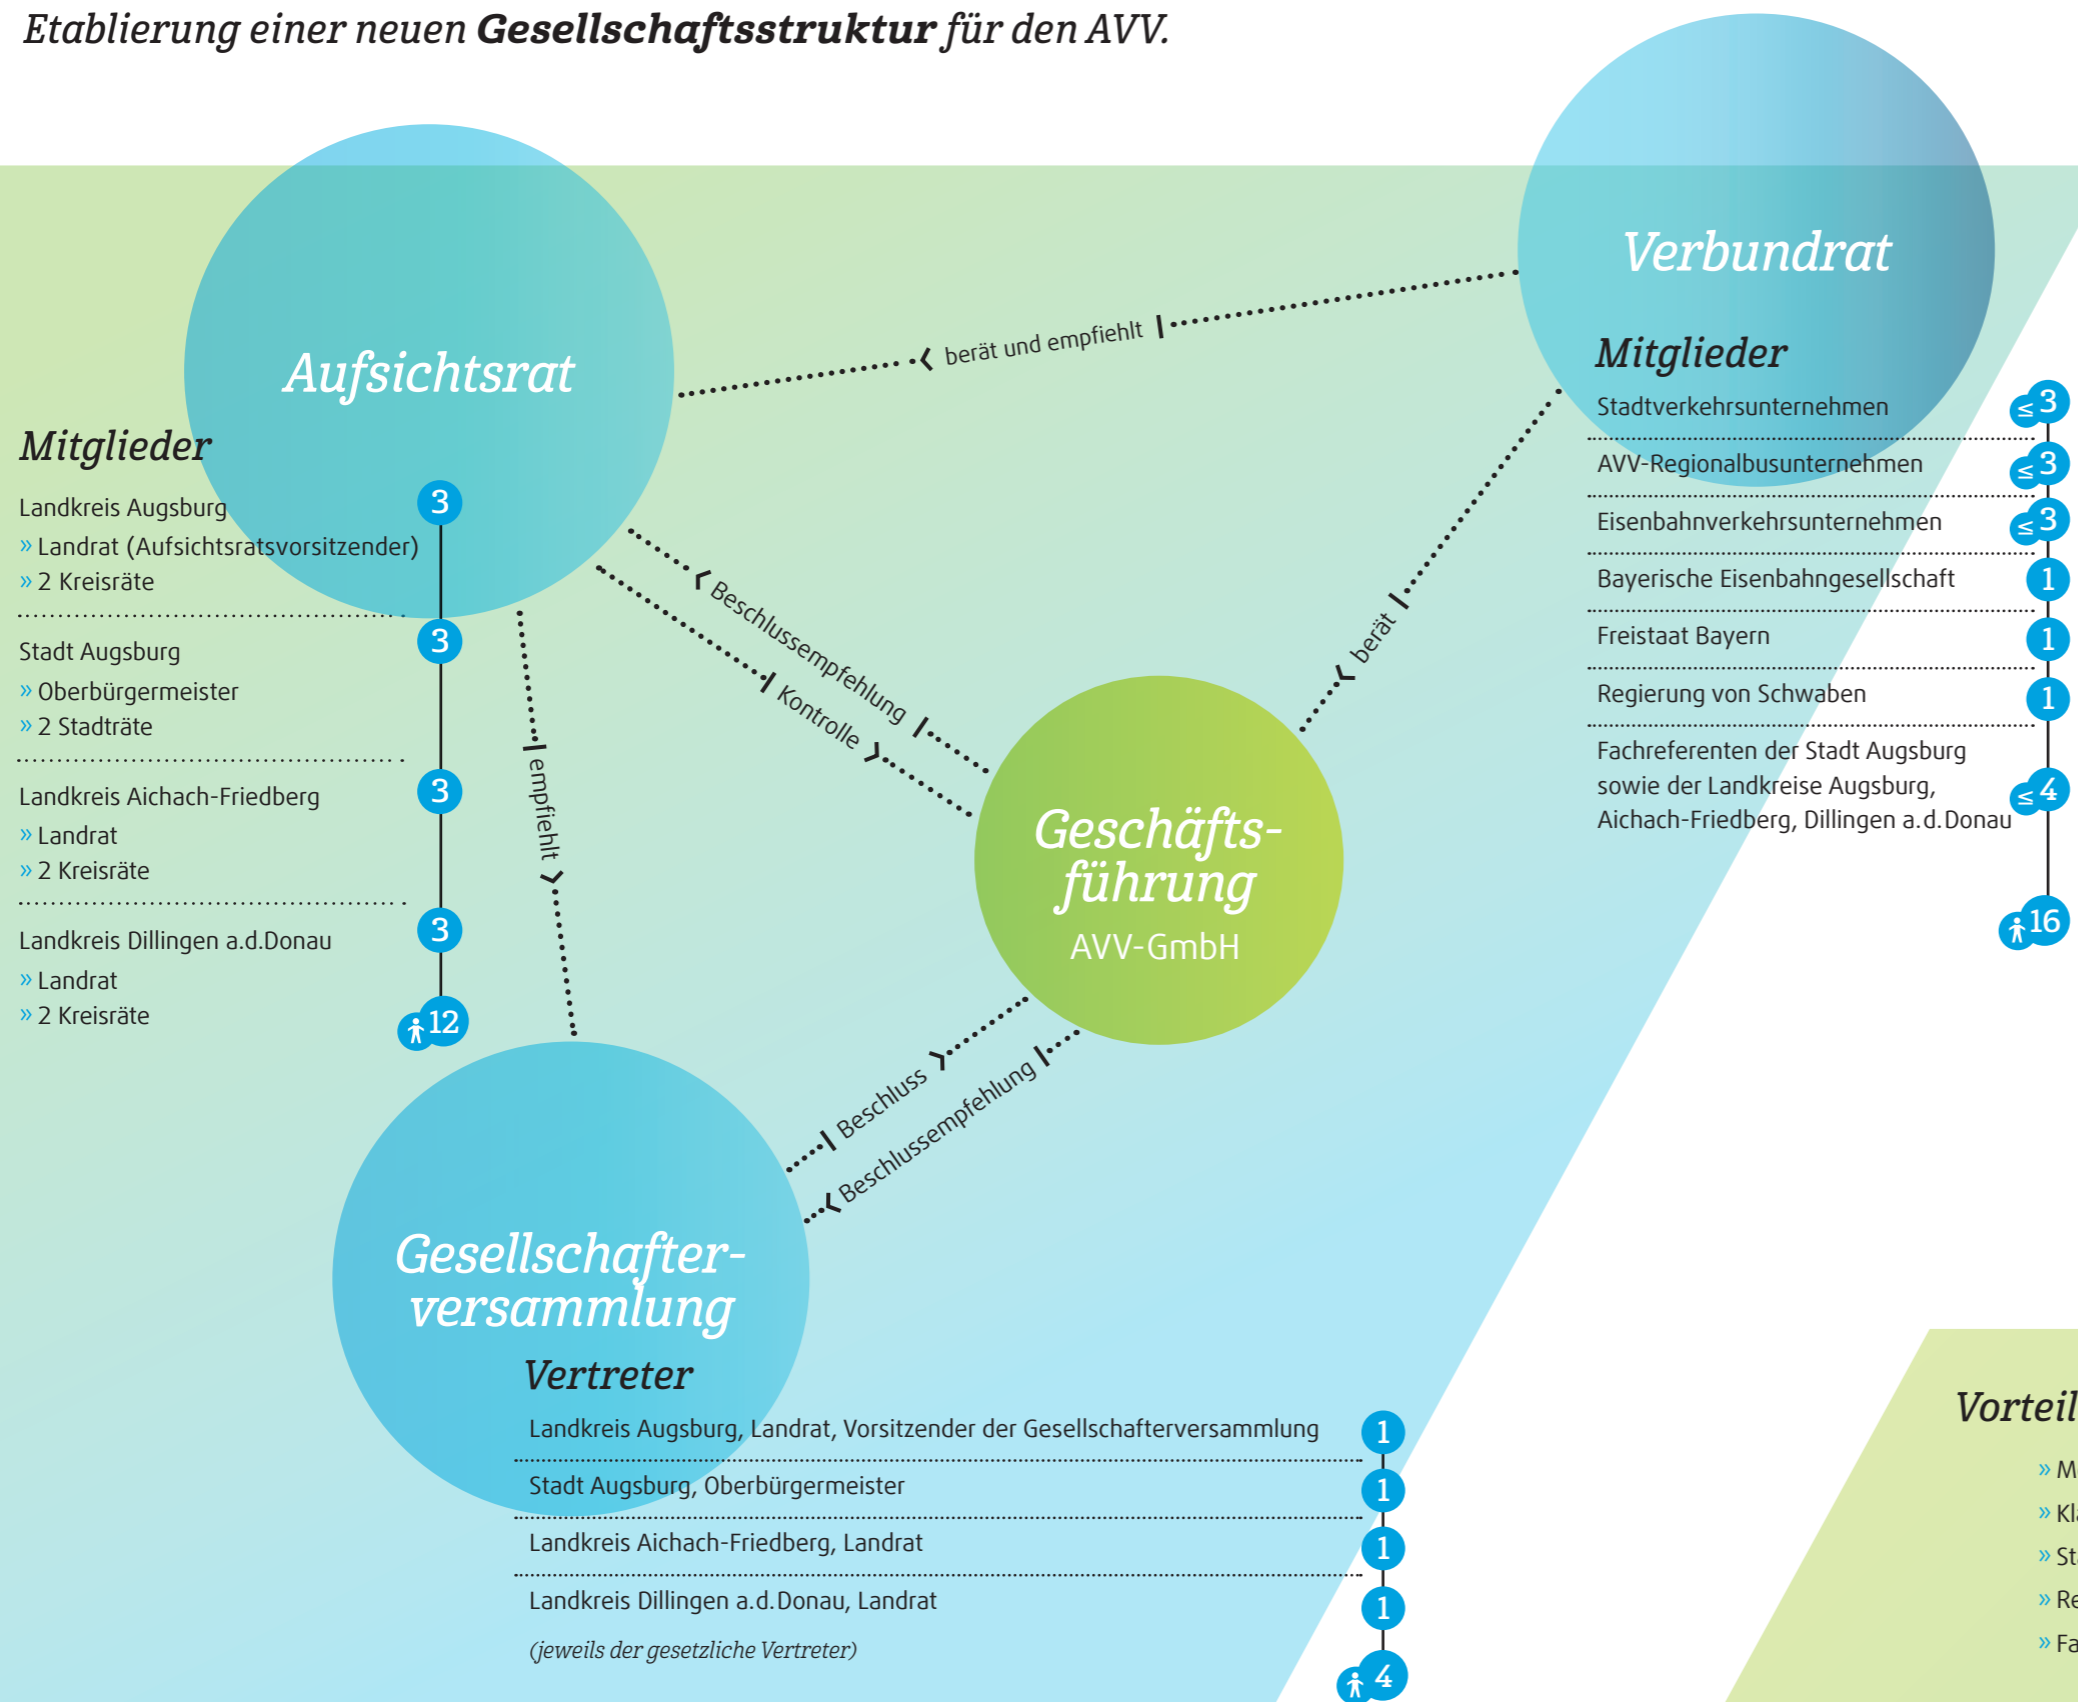 Etablierung einer neuen Gesellschaftsstruktur für den AVV.
Aufsichtsrat
Mitglieder
Landkreis Augsburg
3
» Landrat (Aufsichtsratsvorsitzender)
» 2 Kreisräte
Stadt Augsburg
3
» Oberbürgermeister
» 2 Stadträte
Landkreis Aichach-Friedberg
3
» Landrat
» 2 Kreisräte
Landkreis Dillingen a.d.Donau
3
» Landrat
» 2 Kreisräte
12
Verbundrat
Mitglieder
Stadtverkehrsunternehmen
≤ 3
AVV-Regionalbusunternehmen
≤ 3
Eisenbahnverkehrsunternehmen
≤ 3
Bayerische Eisenbahngesellschaft
1
Freistaat Bayern
1
Regierung von Schwaben
1
Fachreferenten der Stadt Augsburg
sowie der Landkreise Augsburg,
Aichach-Friedberg, Dillingen a.d.Donau
≤ 4
16
berät und empfiehlt
Beschlussempfehlung
Kontrolle
berät
empfiehlt
Geschäfts-
führung
AVV-GmbH
Beschluss
Beschlussempfehlung
Gesellschafter-
versammlung
Vertreter
Landkreis Augsburg, Landrat, Vorsitzender der Gesellschafterversammlung
1
Stadt Augsburg, Oberbürgermeister
1
Landkreis Aichach-Friedberg, Landrat
1
Landkreis Dillingen a.d.Donau, Landrat
1
(jeweils der gesetzliche Vertreter)
4
Vorteil
» M
» Kl
» St
» Re
» Fa